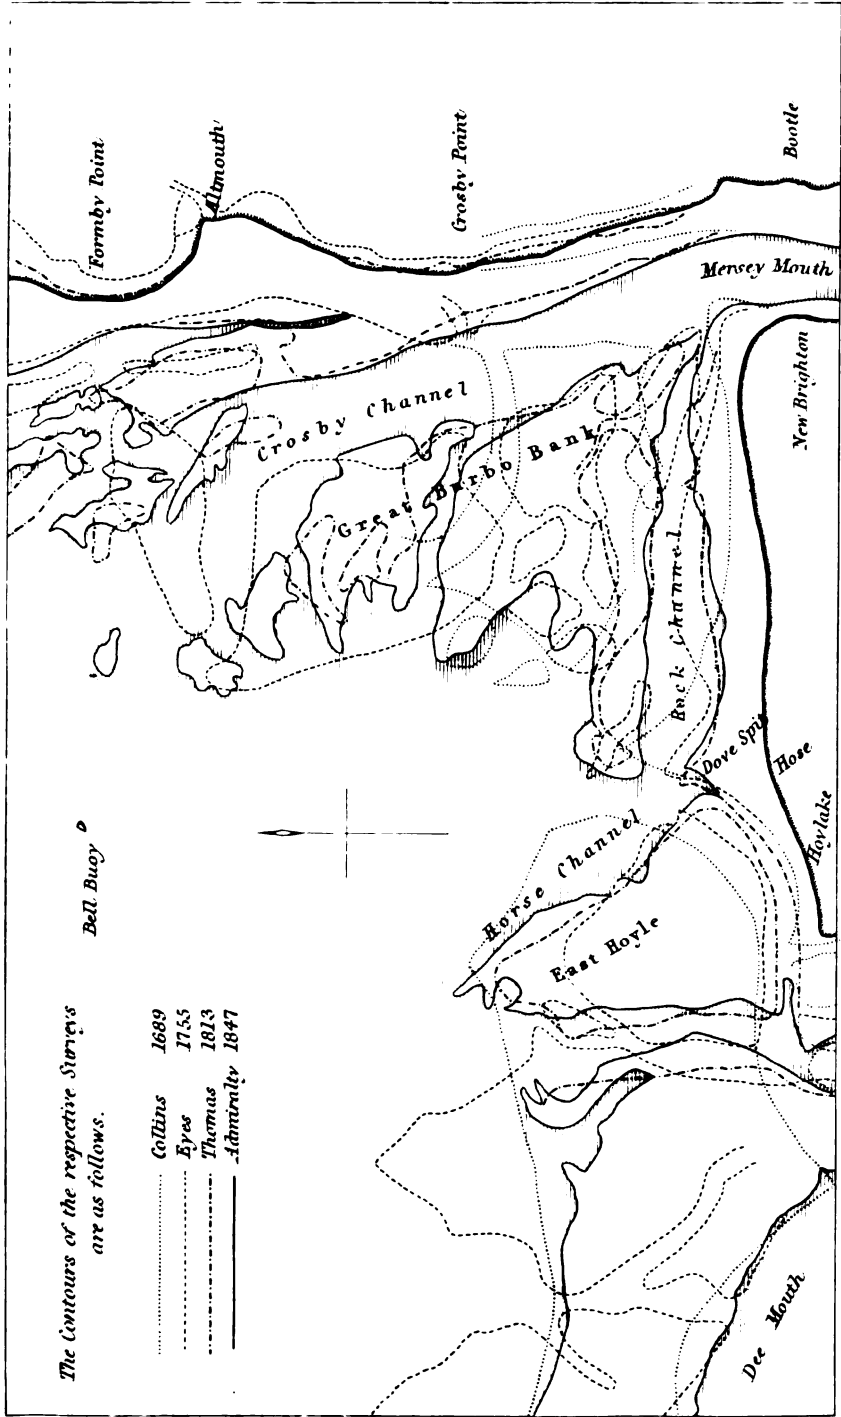 The Contours of the respective Surveys
are as follows.
Collins 1689
Eyes 1755
Thomas 1813
Admiralty 1847
Bell Buoy
Formby Point
Altmouth
Crosby Point
Bootle
Mersey Mouth
New Brighton
Crosby Channel
Great Burbo Bank
Rock Channel
Dove Spit
Hose
Hoylake
Horse Channel
East Hoyle
Dee Mouth